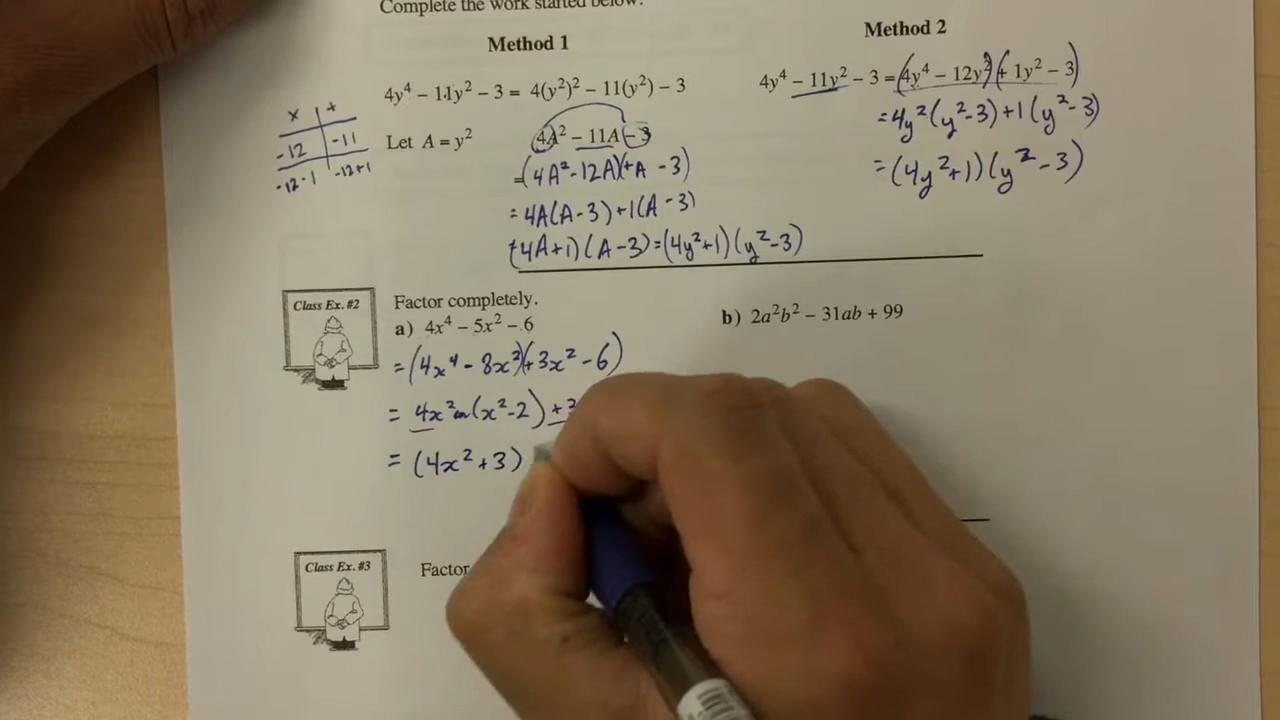 Complete the work started below.
Method 1
4y⁴ – 11y² – 3 = 4(y²)² – 11(y²) – 3
x | +
-12 | -11
-12·1 | -12+1
Let A = y²
4A² – 11A – 3
=(4A²-12A)(+A - 3)
= 4A(A-3)+1(A-3)
(4A+1)(A-3)=(4y²+1)(y²-3)
Method 2
4y⁴ – 11y² – 3 = (4y⁴ – 12y²)(+ 1y² – 3)
=4y²(y²-3)+1(y²-3)
=(4y²+1)(y²-3)
Class Ex. #2
Factor completely.
a) 4x⁴ – 5x² – 6
=(4x⁴ - 8x²)(+3x² - 6)
= 4x² (x²-2) +
= (4x²+3)
b) 2a²b² – 31ab + 99
Class Ex. #3
Factor